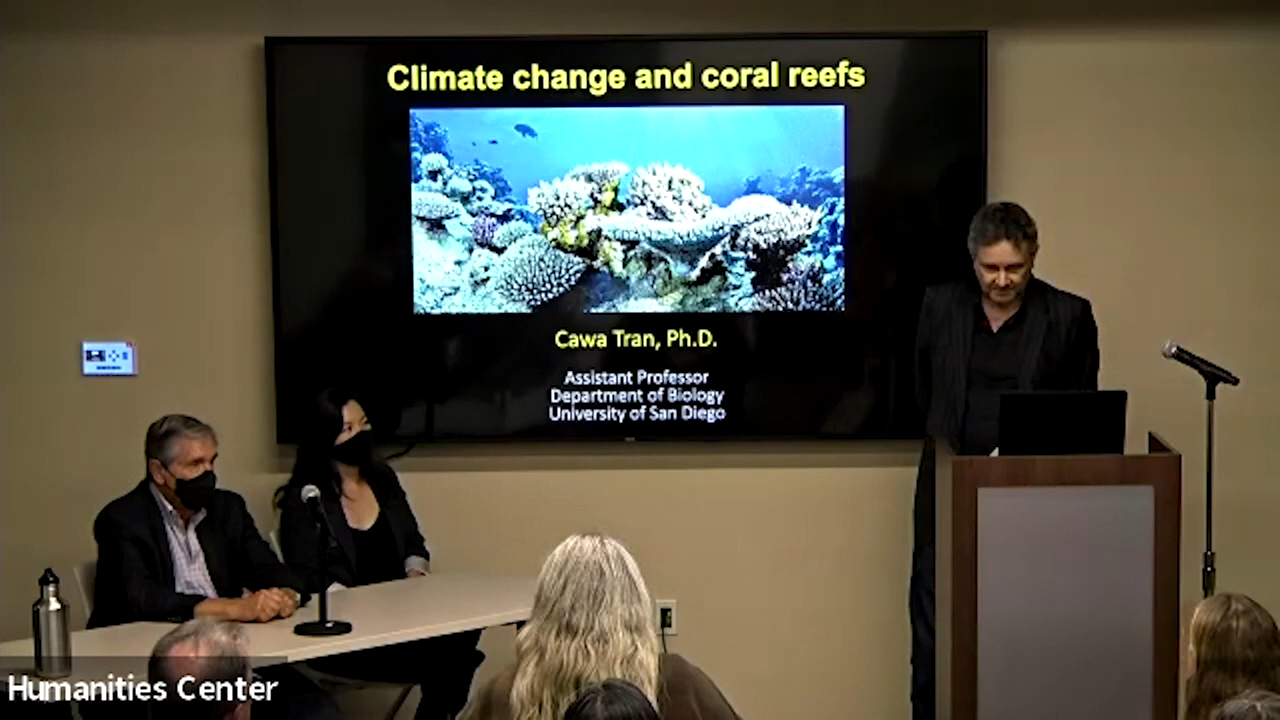 Climate change and coral reefs
Cawa Tran, Ph.D.
Assistant Professor
Department of Biology
University of San Diego
Humanities Center